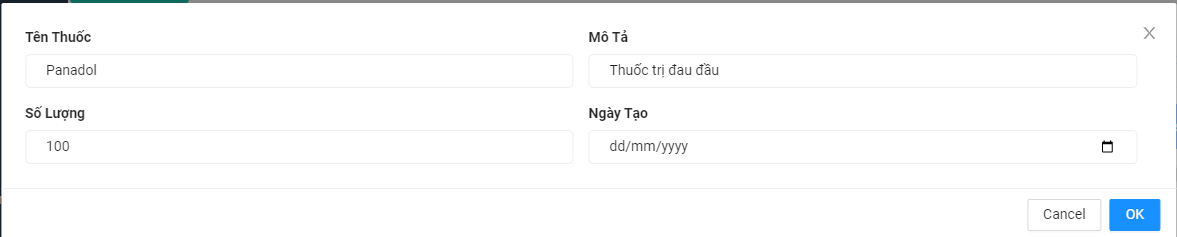 Tên Thuốc
Mô Tả
Panadol
Thuốc trị đau đầu
Số Lượng
Ngày Tạo
100
dd/mm/yyyy
Cancel
OK